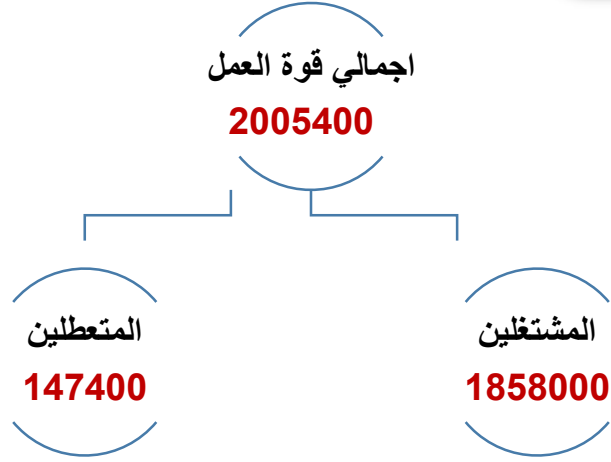 اجمالي قوة العمل
2005400
المشتغلين
1858000
المتعطلين
147400